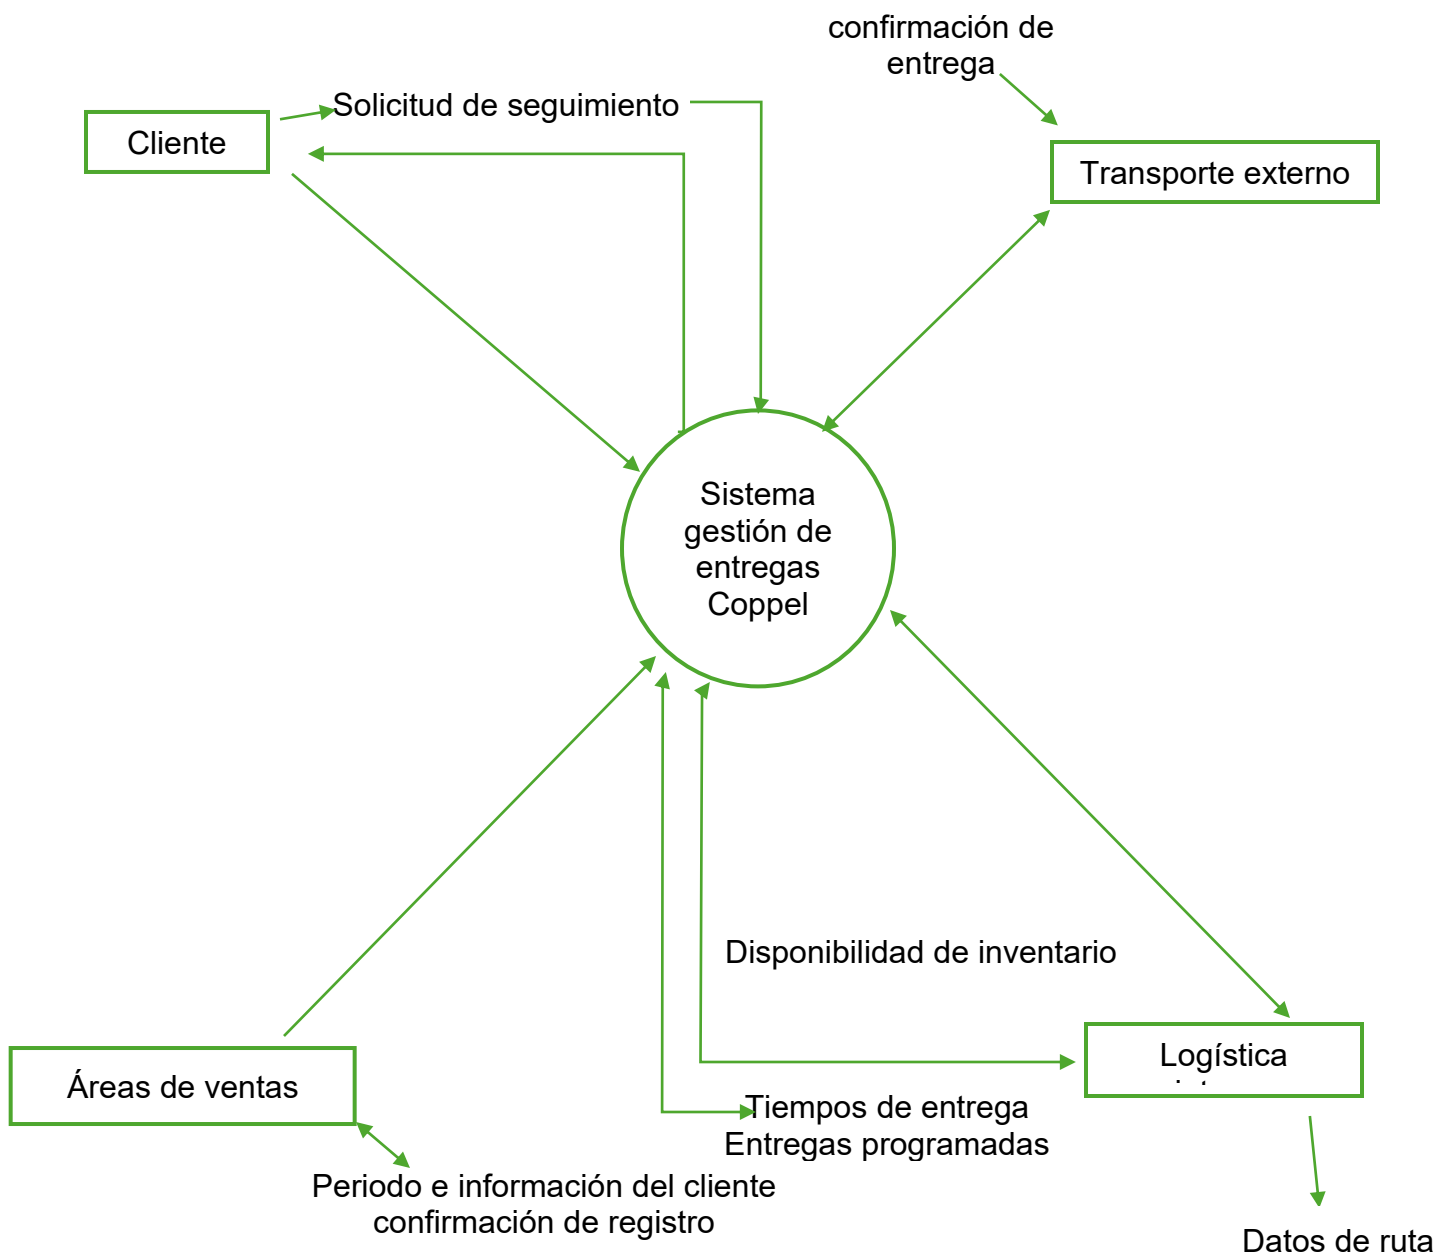 confirmación de
entrega
Solicitud de seguimiento
Cliente
Transporte externo
Sistema
gestión de
entregas
Coppel
Disponibilidad de inventario
Logística
Áreas de ventas
Tiempos de entrega
Entregas programadas
Periodo e información del cliente
confirmación de registro
Datos de ruta